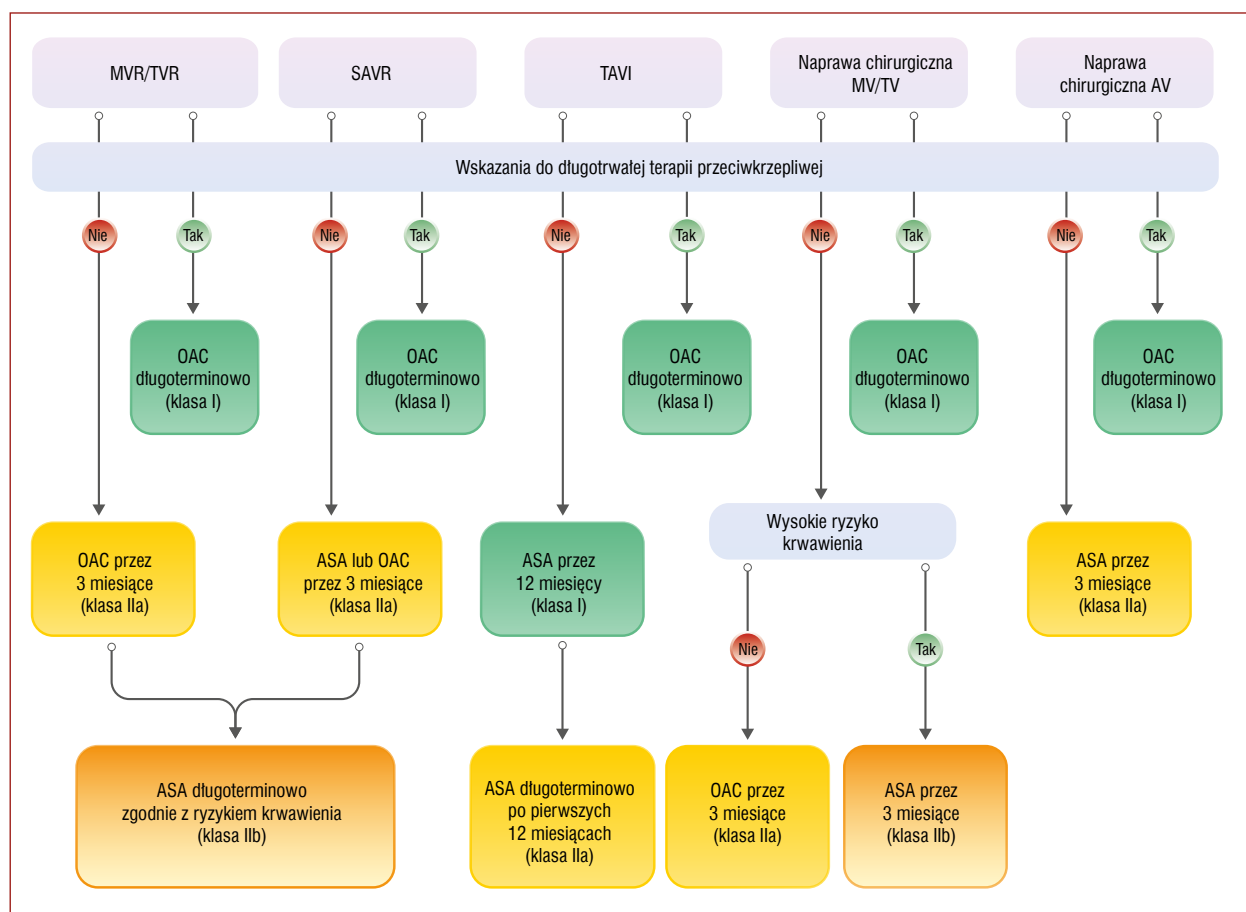 MVR/TVR
SAVR
TAVI
Naprawa chirurgiczna
MV/TV
Naprawa
chirurgiczna AV
Wskazania do długotrwałej terapii przeciwkrzepliwej
Nie
Tak
Nie
Tak
Nie
Tak
Nie
Tak
Nie
Tak
OAC
długoterminowo
(klasa I)
OAC
długoterminowo
(klasa I)
OAC
długoterminowo
(klasa I)
OAC
długoterminowo
(klasa I)
OAC
długoterminowo
(klasa I)
OAC przez
3 miesiące
(klasa IIa)
ASA lub OAC
przez 3 miesiące
(klasa IIa)
ASA przez
12 miesięcy
(klasa I)
Wysokie ryzyko
krwawienia
ASA przez
3 miesiące
(klasa IIa)
Nie
Tak
ASA długoterminowo
zgodnie z ryzykiem krwawienia
(klasa IIb)
ASA długoterminowo
po pierwszych
12 miesiącach
(klasa IIa)
OAC przez
3 miesiące
(klasa IIa)
ASA przez
3 miesiące
(klasa IIb)